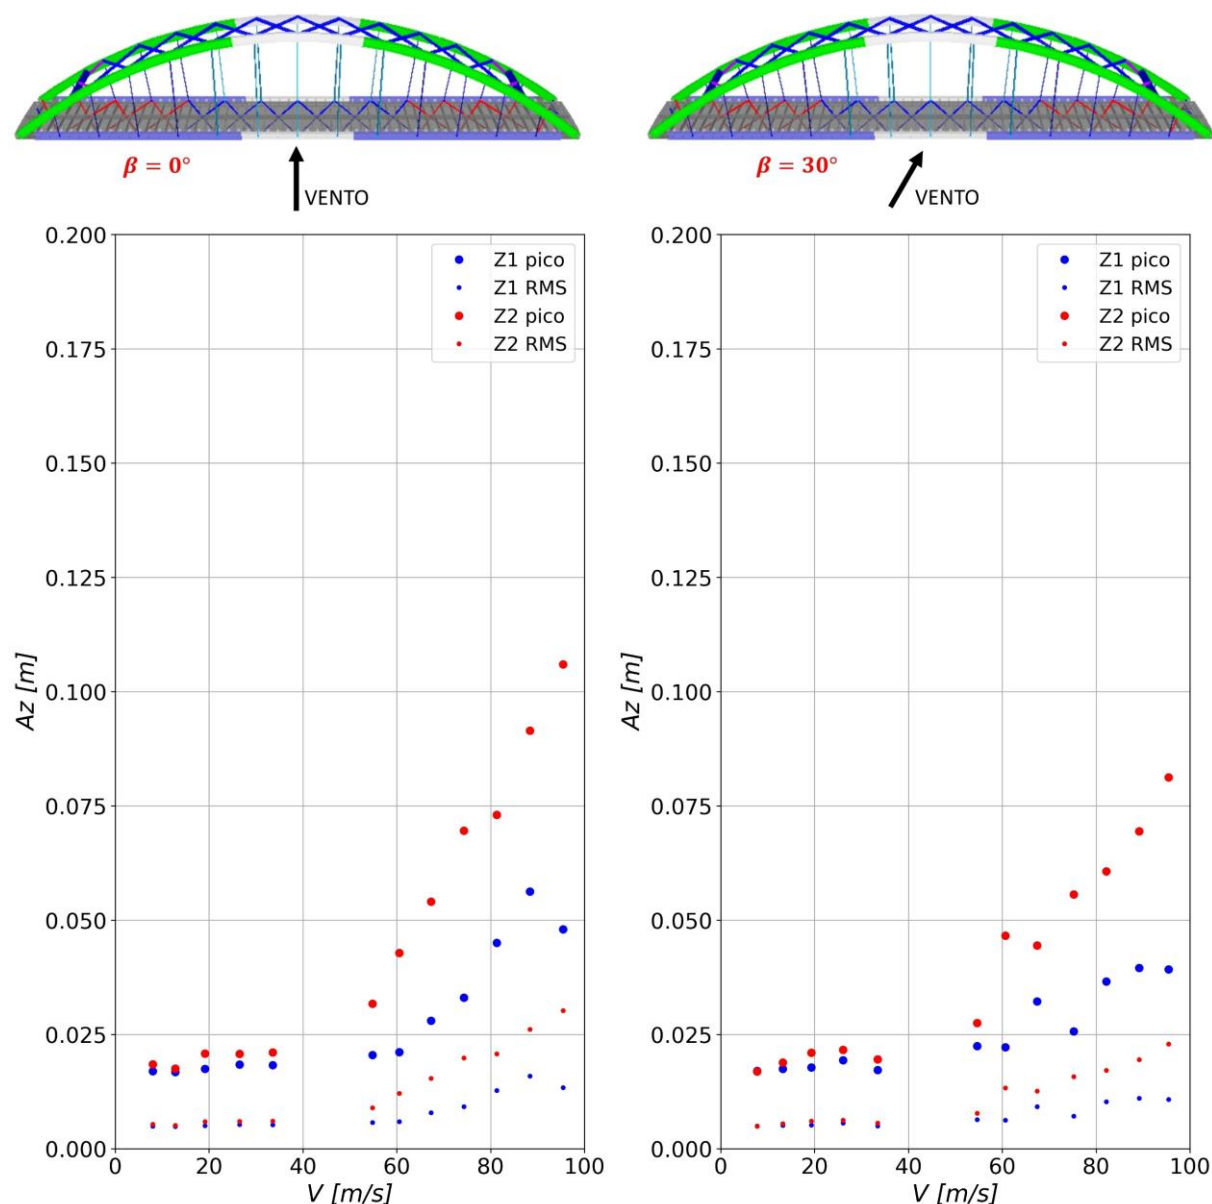 β = 0°
VENTO
β = 30°
VENTO
0.200
0.175
0.150
0.125
0.100
0.075
0.050
0.025
0.000
Az [m]
Z1 pico
Z1 RMS
Z2 pico
Z2 RMS
0 20 40 60 80 100
V [m/s]
0.200
0.175
0.150
0.125
0.100
0.075
0.050
0.025
0.000
Az [m]
Z1 pico
Z1 RMS
Z2 pico
Z2 RMS
0 20 40 60 80 100
V [m/s]